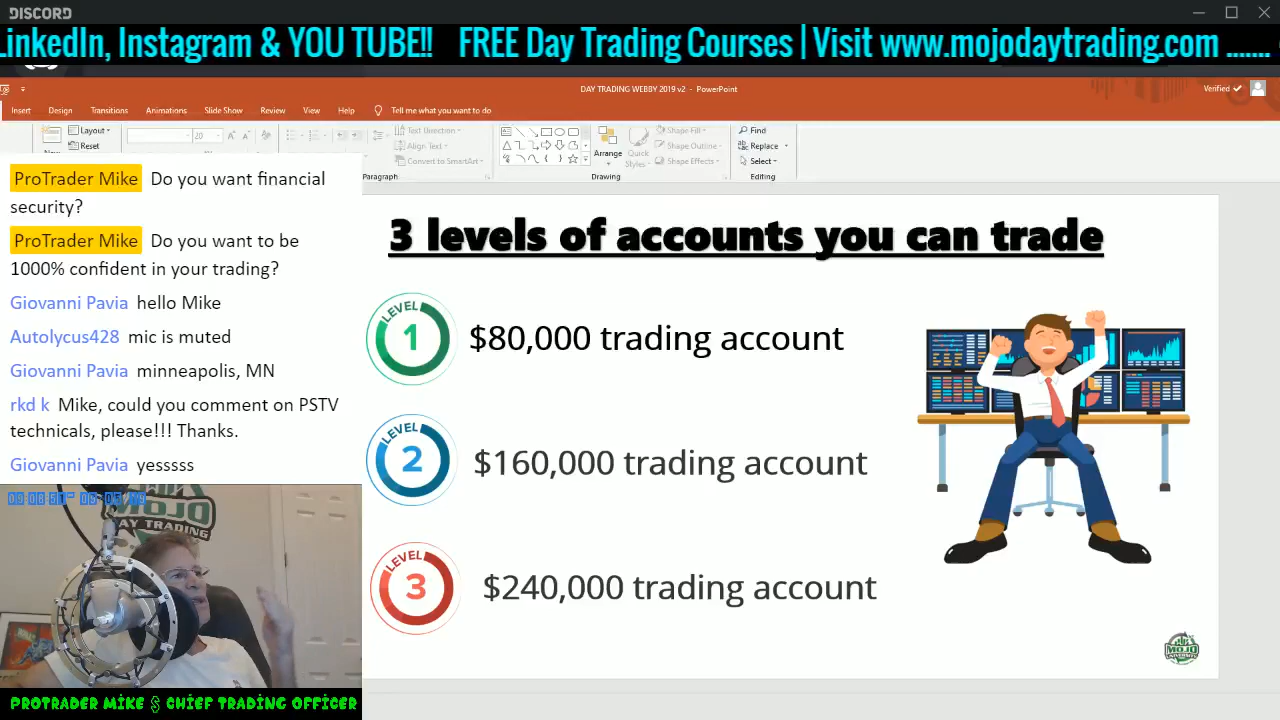 DISCORD
LinkedIn, Instagram & YOU TUBE!! FREE Day Trading Courses | Visit www.mojodaytrading.com .......
DAY TRADING WEBBY 2019 v2 - PowerPoint
Verified
Insert Design Transitions Animations Slide Show Review View Help Tell me what you want to do
Layout
Reset
20
Text Direction
Align Text
Convert to SmartArt
Paragraph
Arrange
Quick
Styles
Shape Fill
Shape Outline
Shape Effects
Drawing
Find
Replace
Select
Editing
ProTrader Mike Do you want financial
security?
ProTrader Mike Do you want to be
1000% confident in your trading?
Giovanni Pavia hello Mike
Autolycus428 mic is muted
Giovanni Pavia minneapolis, MN
rkd k Mike, could you comment on PSTV
technicals, please!!! Thanks.
Giovanni Pavia yesssss
3 levels of accounts you can trade
LEVEL
1
$80,000 trading account
LEVEL
2
$160,000 trading account
LEVEL
3
$240,000 trading account
MOJO
UNIVERSITY
MOJO
DAY TRADING
PROTRADER MIKE $ CHIEF TRADING OFFICER